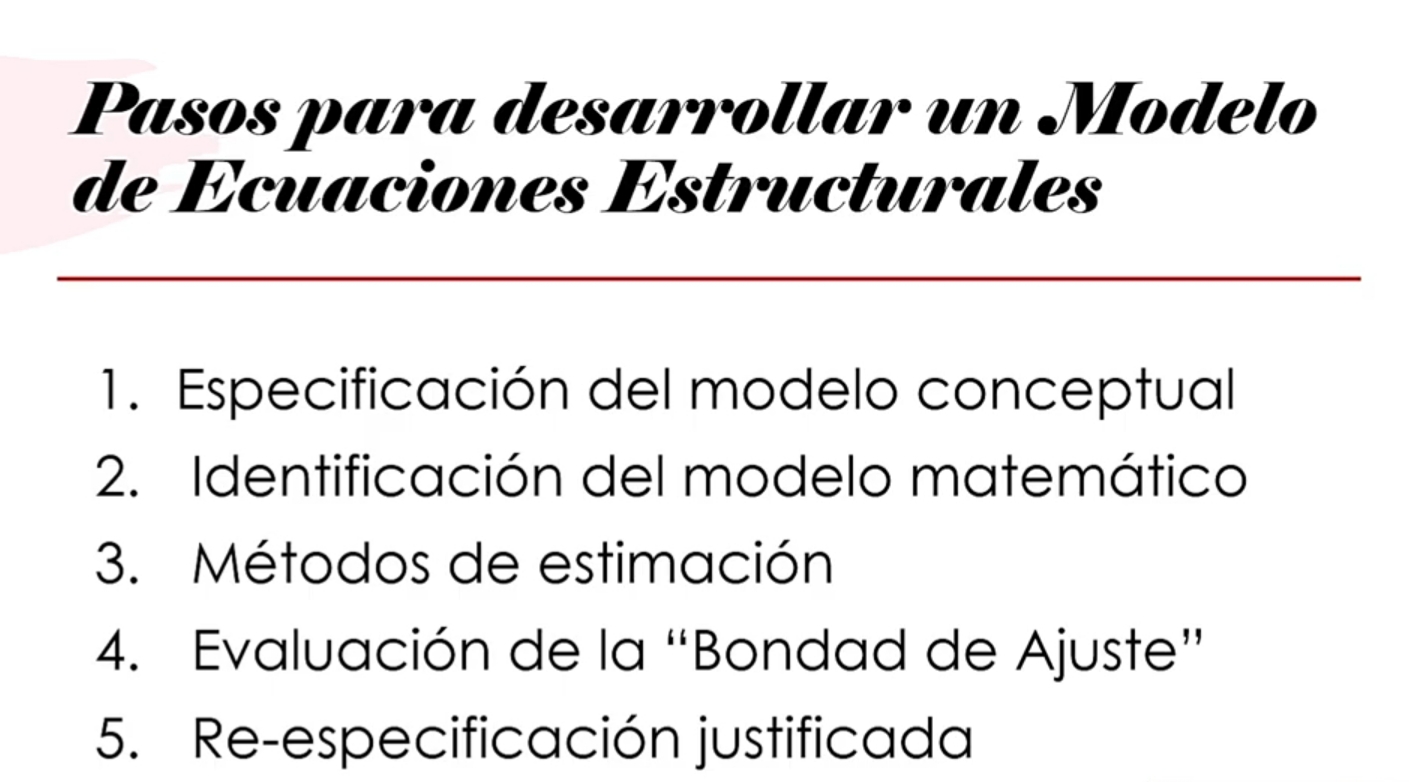 Pasos para desarrollar un Modelo
de Ecuaciones Estructurales
1. Especificación del modelo conceptual
2. Identificación del modelo matemático
3. Métodos de estimación
4. Evaluación de la “Bondad de Ajuste”
5. Re-especificación justificada